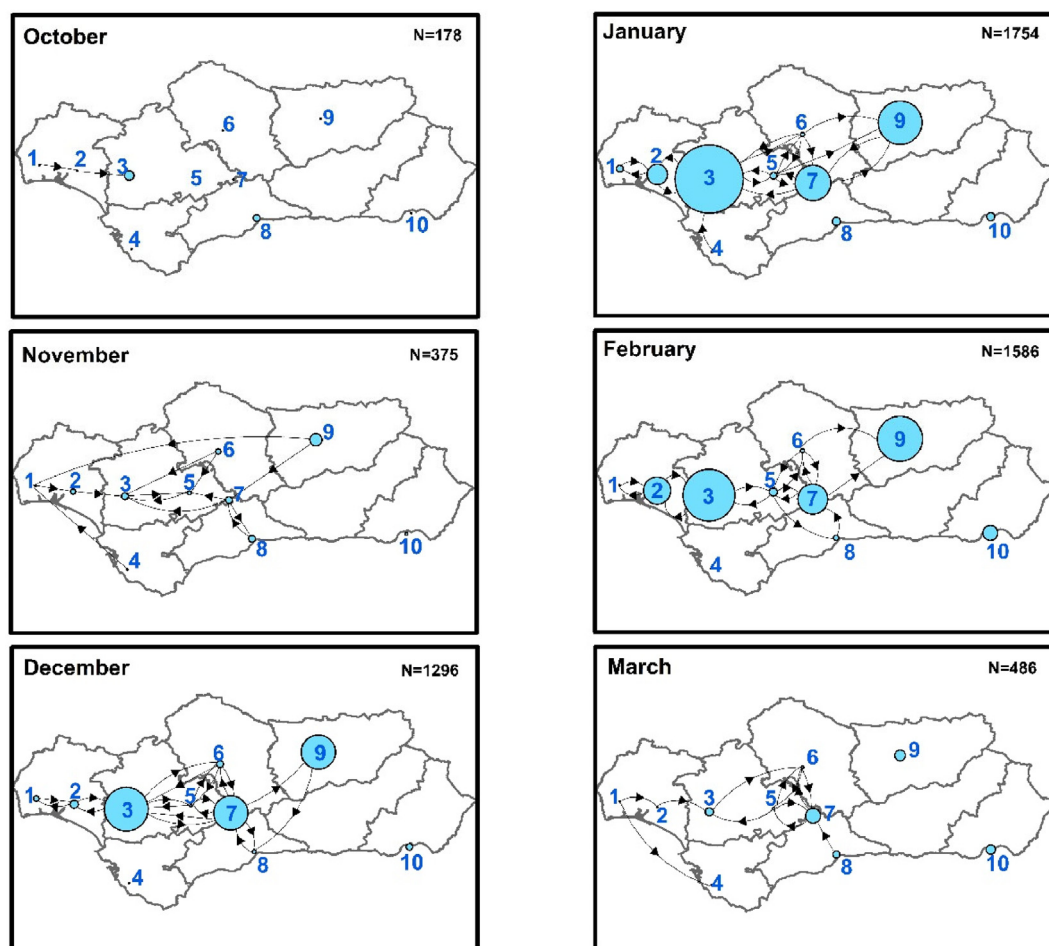 October N=178
9
6
1 2 3
5 7
8 10
4
January N=1754
6 9
1 2 3 5 7
8 10
4
November N=375
9
6
1 2 3 5 7
8 10
4
February N=1586
6 9
1 2 3 5 7
8 10
4
December N=1296
6 9
1 2 3 5 7
8 10
4
March N=486
6 9
1 2 3 5 7
8 10
4